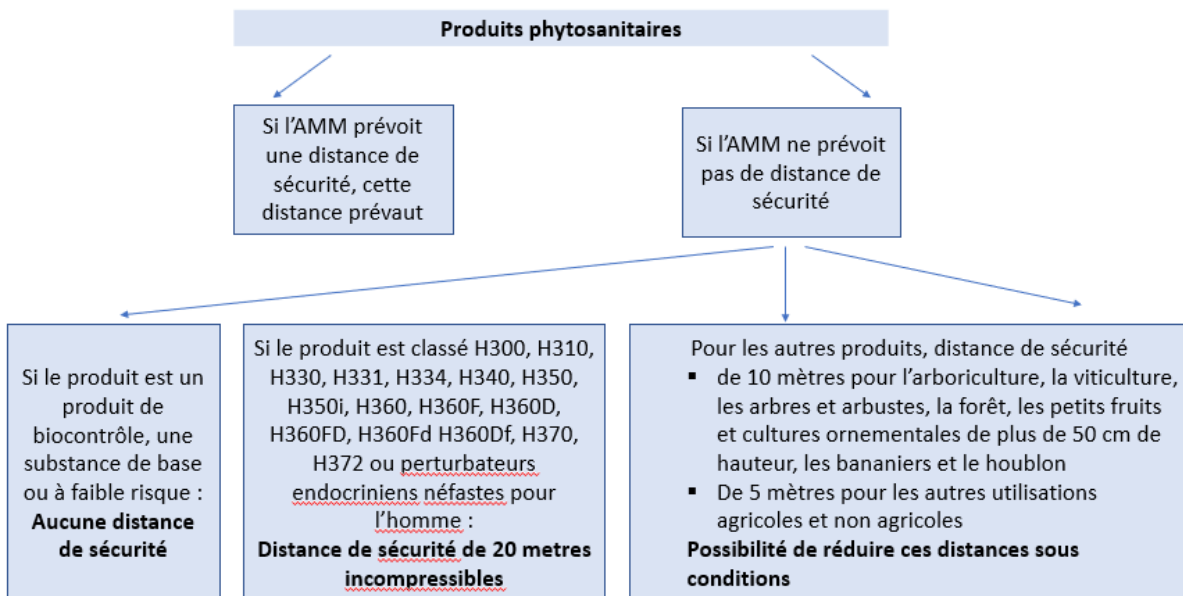 Produits phytosanitaires
Si l'AMM prévoit
une distance de
sécurité, cette
distance prévaut
Si l'AMM ne prévoit
pas de distance de
sécurité
Si le produit est un
produit de
biocontrôle, une
substance de base
ou à faible risque :
Aucune distance
de sécurité
Si le produit est classé H300, H310,
H330, H331, H334, H340, H350,
H350i, H360, H360F, H360D,
H360FD, H360Fd H360Df, H370,
H372 ou perturbateurs
endocriniens néfastes pour
l'homme :
Distance de sécurité de 20 metres
incompressibles
Pour les autres produits, distance de sécurité
▪ de 10 mètres pour l'arboriculture, la viticulture,
les arbres et arbustes, la forêt, les petits fruits
et cultures ornementales de plus de 50 cm de
hauteur, les bananiers et le houblon
▪ De 5 mètres pour les autres utilisations
agricoles et non agricoles
Possibilité de réduire ces distances sous
conditions